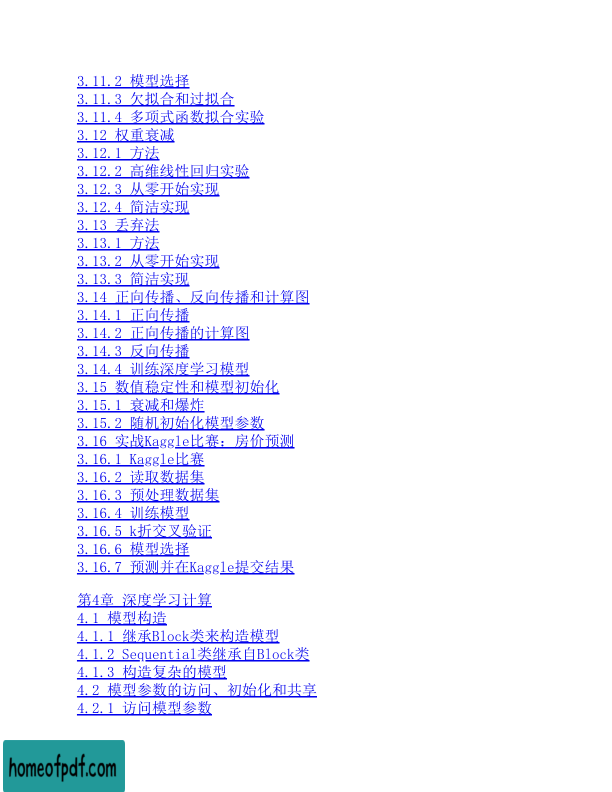 3.11.2 模型选择
3.11.3 欠拟合和过拟合
3.11.4 多项式函数拟合实验
3.12 权重衰减
3.12.1 方法
3.12.2 高维线性回归实验
3.12.3 从零开始实现
3.12.4 简洁实现
3.13 丢弃法
3.13.1 方法
3.13.2 从零开始实现
3.13.3 简洁实现
3.14 正向传播、反向传播和计算图
3.14.1 正向传播
3.14.2 正向传播的计算图
3.14.3 反向传播
3.14.4 训练深度学习模型
3.15 数值稳定性和模型初始化
3.15.1 衰减和爆炸
3.15.2 随机初始化模型参数
3.16 实战Kaggle比赛：房价预测
3.16.1 Kaggle比赛
3.16.2 读取数据集
3.16.3 预处理数据集
3.16.4 训练模型
3.16.5 k折交叉验证
3.16.6 模型选择
3.16.7 预测并在Kaggle提交结果
第4章 深度学习计算
4.1 模型构造
4.1.1 继承Block类来构造模型
4.1.2 Sequential类继承自Block类
4.1.3 构造复杂的模型
4.2 模型参数的访问、初始化和共享
4.2.1 访问模型参数
homeofpdf.com